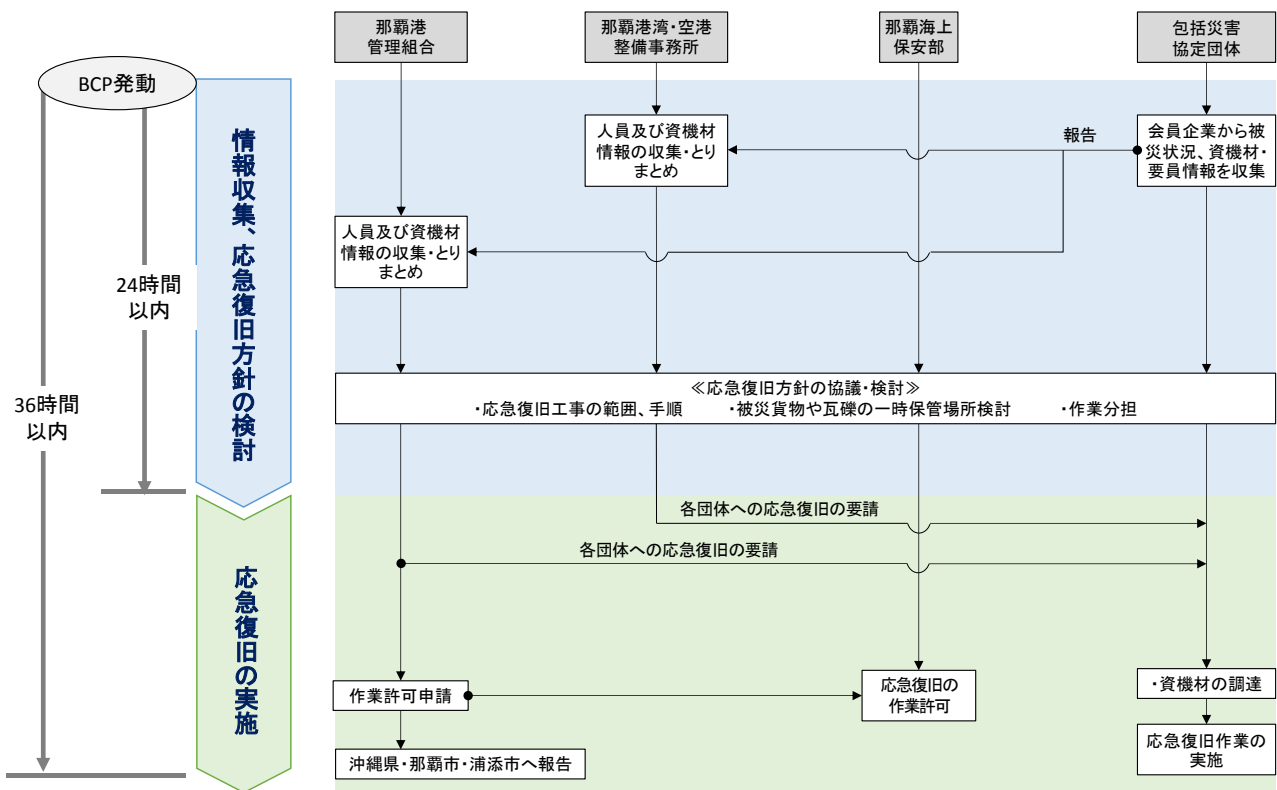 那覇港
管理組合
那覇港湾・空港
整備事務所
那覇海上
保安部
包括災害
協定団体
BCP発動
情報収集、応急復旧方針の検討
24時間
以内
36時間
以内
人員及び資機材
情報の収集・とり
まとめ
報告
会員企業から被
災状況、資機材・
要員情報を収集
人員及び資機材
情報の収集・とり
まとめ
≪応急復旧方針の協議・検討≫
・応急復旧工事の範囲、手順 ・被災貨物や瓦礫の一時保管場所検討 ・作業分担
各団体への応急復旧の要請
各団体への応急復旧の要請
応急復旧の実施
作業許可申請
応急復旧の
作業許可
・資機材の調達
沖縄県・那覇市・浦添市へ報告
応急復旧作業の
実施